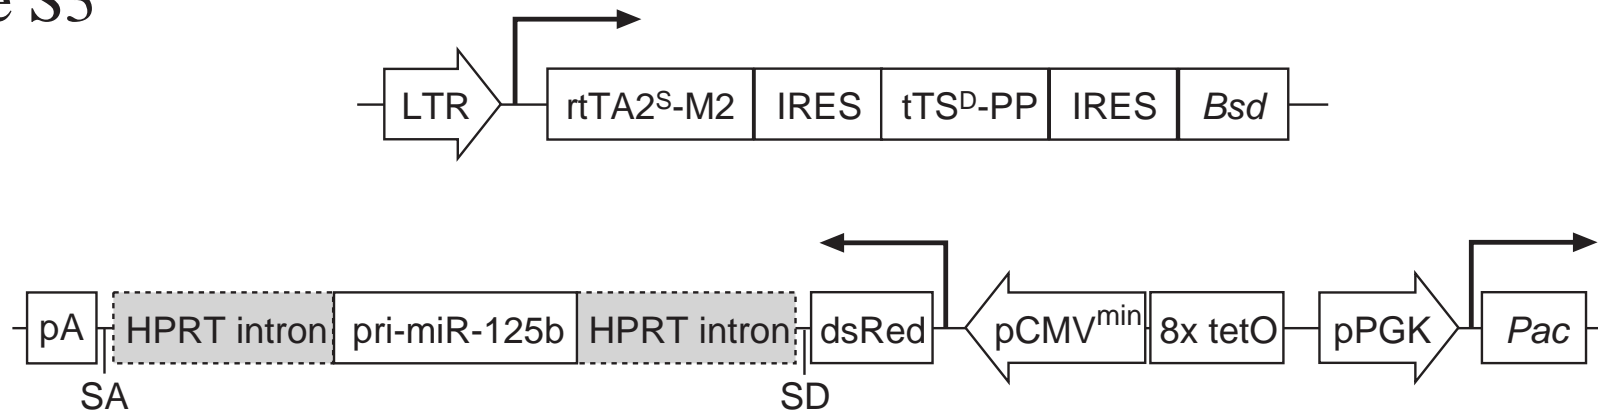 e S5
LTR rtTA2S-M2 IRES tTSD-PP IRES Bsd
pA HPRT intron pri-miR-125b HPRT intron dsRed pCMVmin 8x tetO pPGK Pac
SA SD